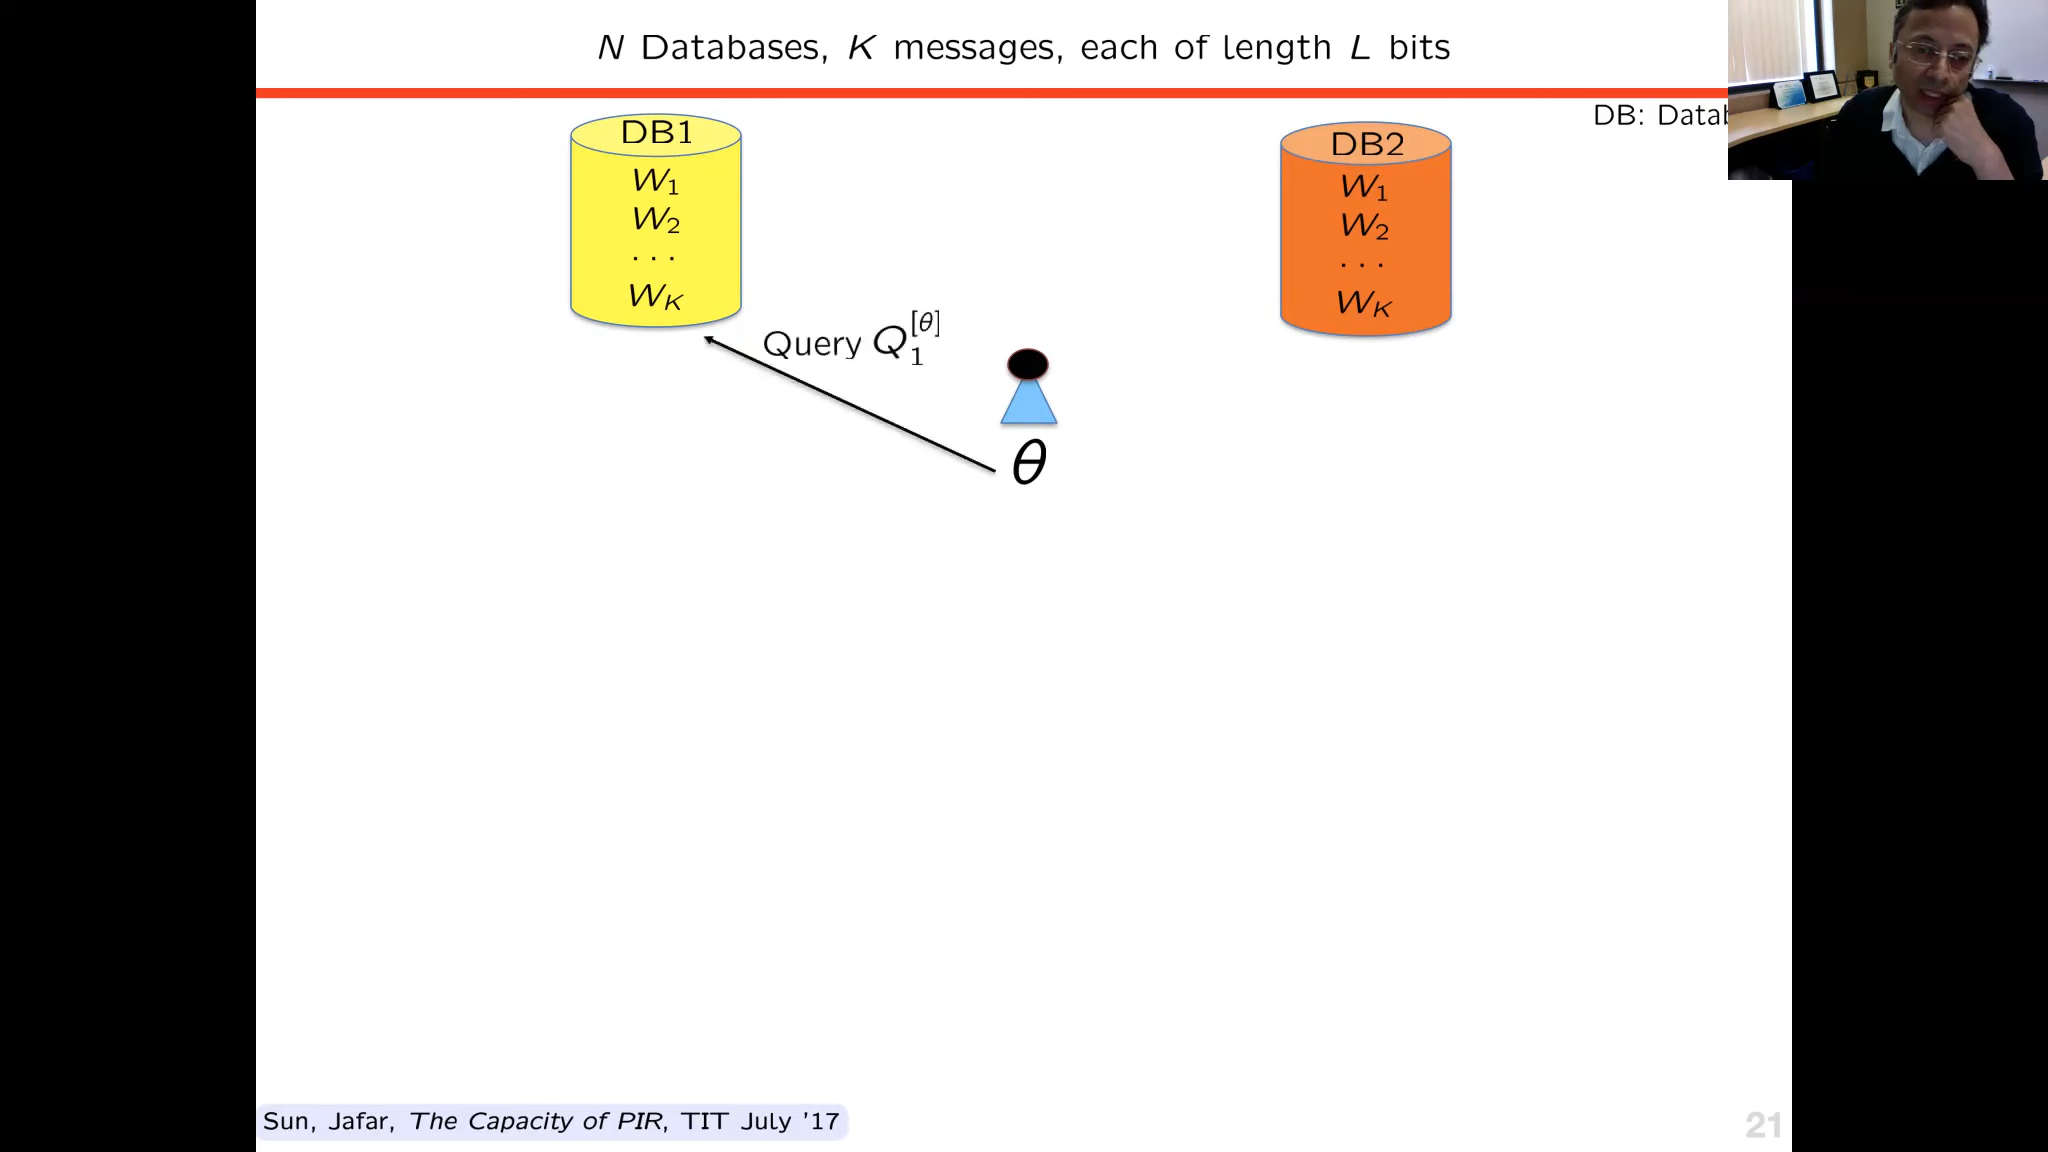 N Databases, K messages, each of length L bits
DB: Datab
DB1
W₁
W₂
...
W_K
DB2
W₁
W₂
...
W_K
Query Q₁^[θ]
θ
Sun, Jafar, The Capacity of PIR, TIT July '17
21